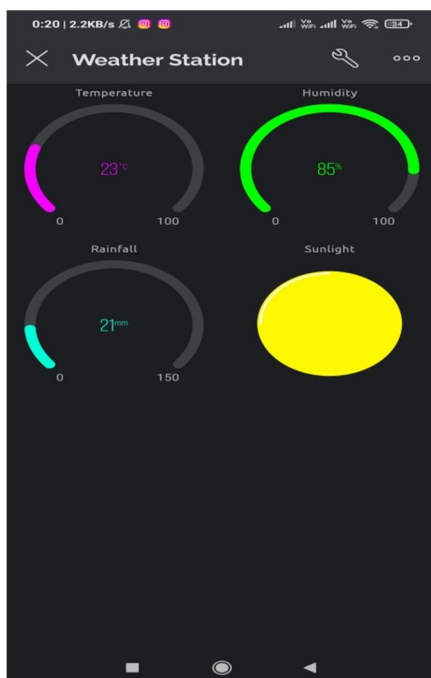 0:20 | 2.2KB/s 34
Weather Station
Temperature Humidity
23°C 85%
0 100 0 100
Rainfall Sunlight
21mm
0 150